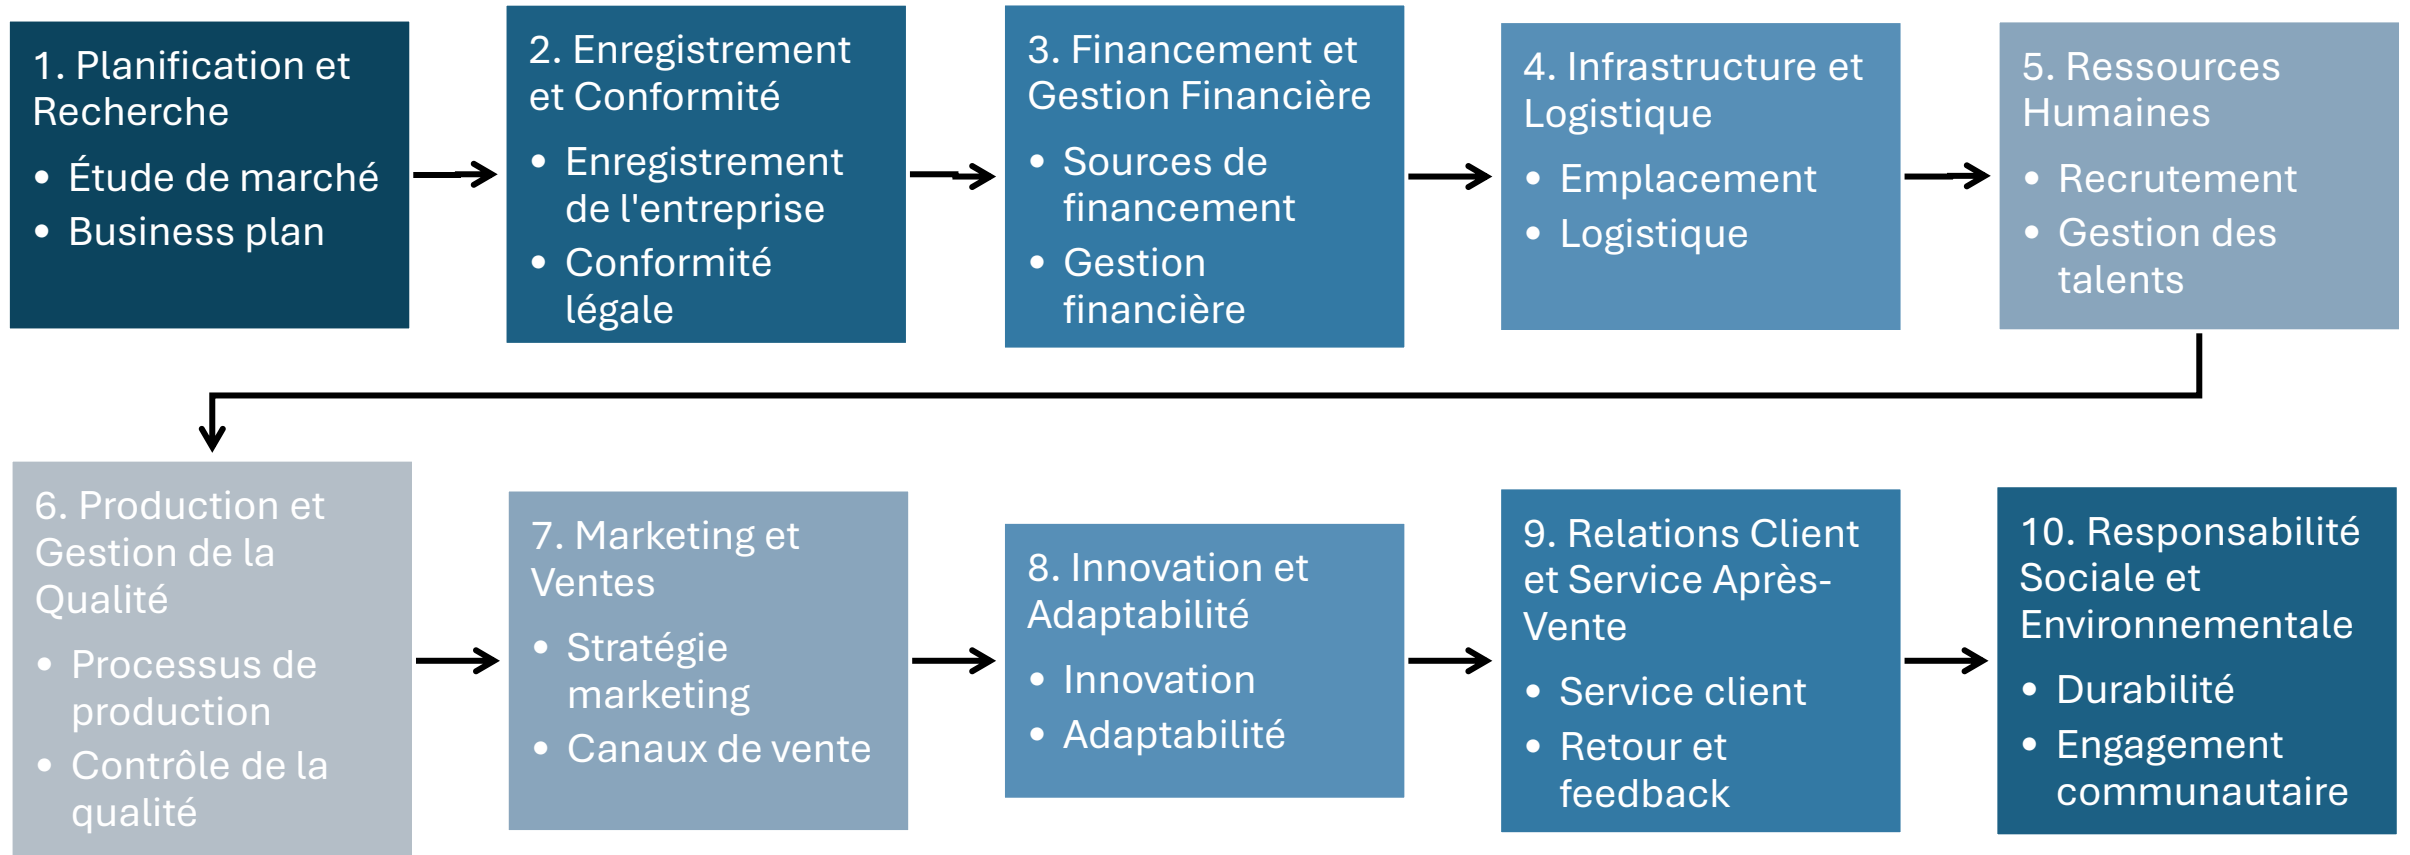 1. Planification et
Recherche
• Étude de marché
• Business plan
2. Enregistrement
et Conformité
• Enregistrement
de l'entreprise
• Conformité
légale
3. Financement et
Gestion Financière
• Sources de
financement
• Gestion
financière
4. Infrastructure et
Logistique
• Emplacement
• Logistique
5. Ressources
Humaines
• Recrutement
• Gestion des
talents
6. Production et
Gestion de la
Qualité
• Processus de
production
• Contrôle de la
qualité
7. Marketing et
Ventes
• Stratégie
marketing
• Canaux de vente
8. Innovation et
Adaptabilité
• Innovation
• Adaptabilité
9. Relations Client
et Service Après-
Vente
• Service client
• Retour et
feedback
10. Responsabilité
Sociale et
Environnementale
• Durabilité
• Engagement
communautaire